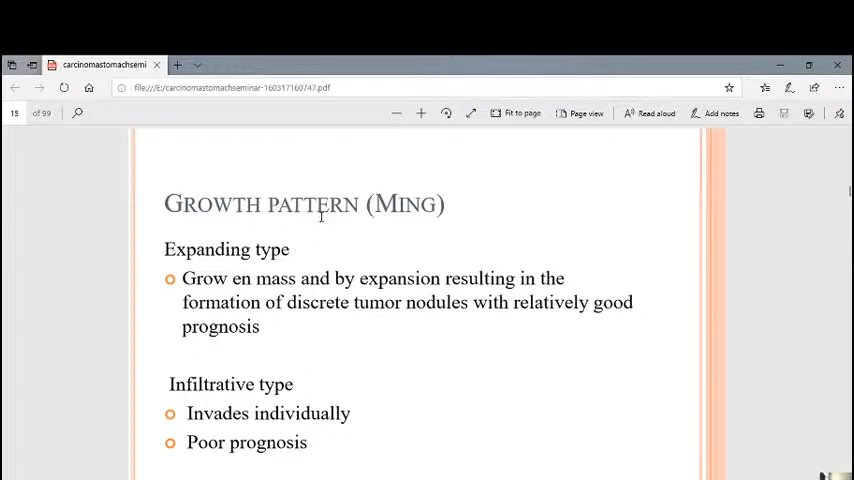 carcinomastomachsemi
file:///E:/carcinomastomachseminar-160317160747.pdf
15 of 99 Fit to page Page view Read aloud Add notes
GROWTH PATTERN (MING)
Expanding type
Grow en mass and by expansion resulting in the
formation of discrete tumor nodules with relatively good
prognosis
Infiltrative type
Invades individually
Poor prognosis